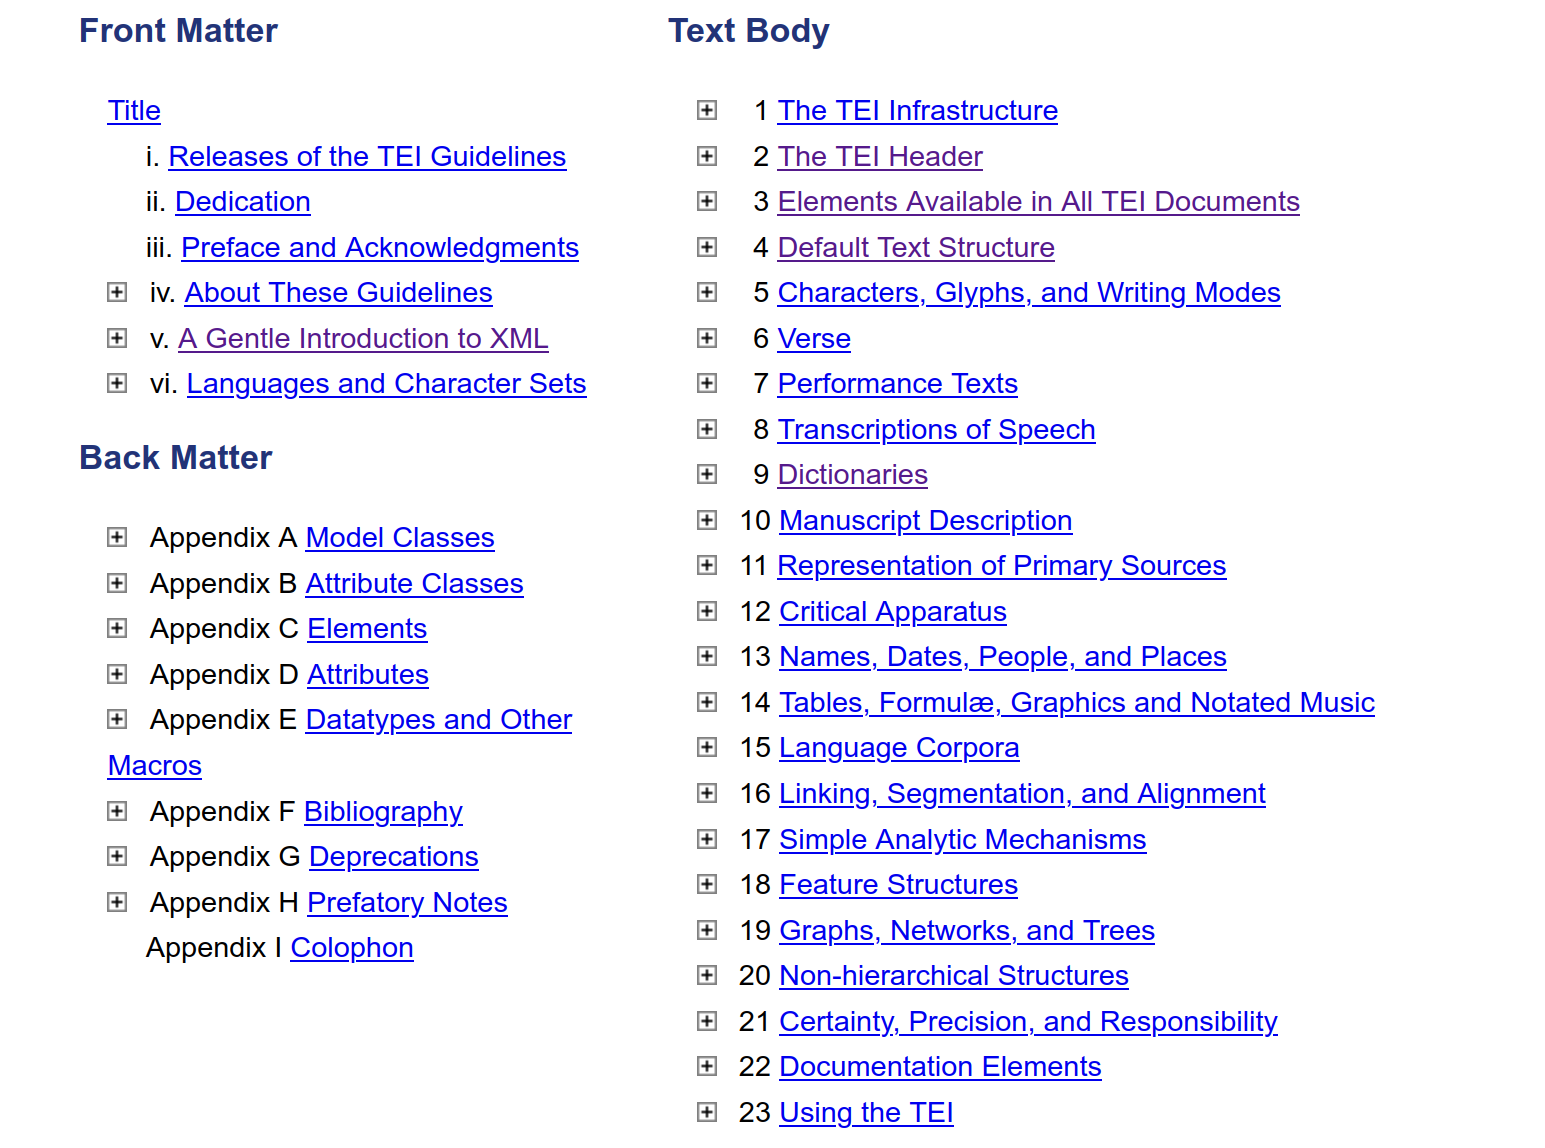 Front Matter
Title
i. Releases of the TEI Guidelines
ii. Dedication
iii. Preface and Acknowledgments
iv. About These Guidelines
v. A Gentle Introduction to XML
vi. Languages and Character Sets
Back Matter
Appendix A Model Classes
Appendix B Attribute Classes
Appendix C Elements
Appendix D Attributes
Appendix E Datatypes and Other
Macros
Appendix F Bibliography
Appendix G Deprecations
Appendix H Prefatory Notes
Appendix I Colophon
Text Body
1 The TEI Infrastructure
2 The TEI Header
3 Elements Available in All TEI Documents
4 Default Text Structure
5 Characters, Glyphs, and Writing Modes
6 Verse
7 Performance Texts
8 Transcriptions of Speech
9 Dictionaries
10 Manuscript Description
11 Representation of Primary Sources
12 Critical Apparatus
13 Names, Dates, People, and Places
14 Tables, Formulæ, Graphics and Notated Music
15 Language Corpora
16 Linking, Segmentation, and Alignment
17 Simple Analytic Mechanisms
18 Feature Structures
19 Graphs, Networks, and Trees
20 Non-hierarchical Structures
21 Certainty, Precision, and Responsibility
22 Documentation Elements
23 Using the TEI